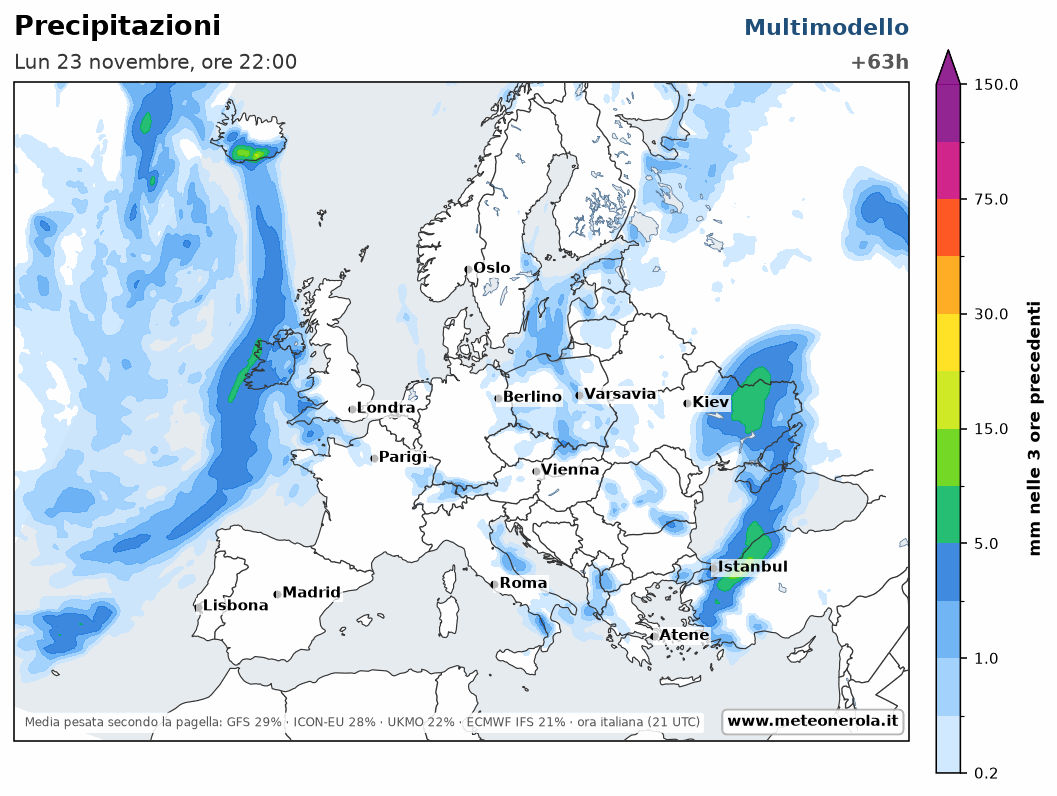 Precipitazioni
Multimodello
Lun 23 novembre, ore 22:00
+63h
150.0
75.0
30.0
15.0
5.0
1.0
0.2
mm nelle 3 ore precedenti
Oslo
Berlino
Varsavia
Kiev
Londra
Parigi
Vienna
Istanbul
Roma
Madrid
Lisbona
Atene
Media pesata secondo la pagella: GFS 29% · ICON-EU 28% · UKMO 22% · ECMWF IFS 21% · ora italiana (21 UTC)
www.meteonerola.it